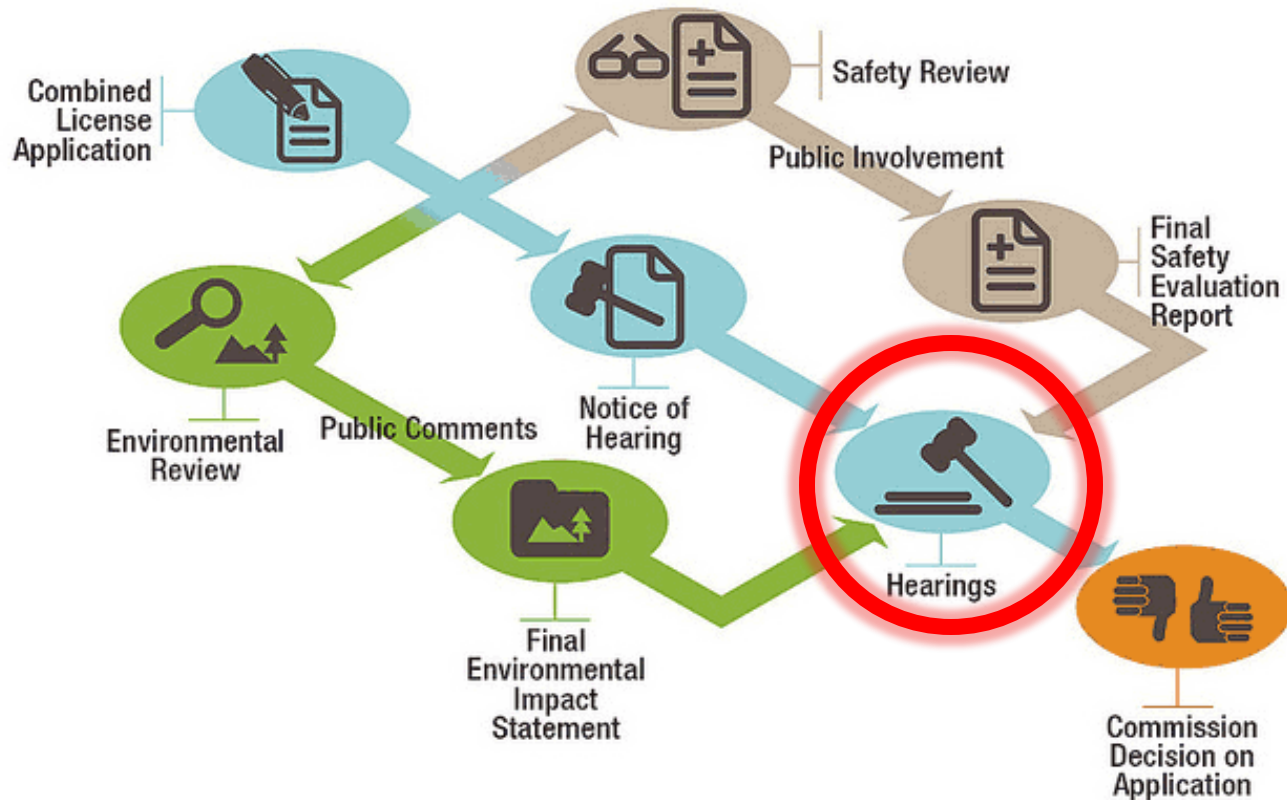 Combined
License
Application
Safety Review
Public Involvement
Final
Safety
Evaluation
Report
Notice of
Hearing
Environmental
Review
Public Comments
Hearings
Final
Environmental
Impact
Statement
Commission
Decision on
Application